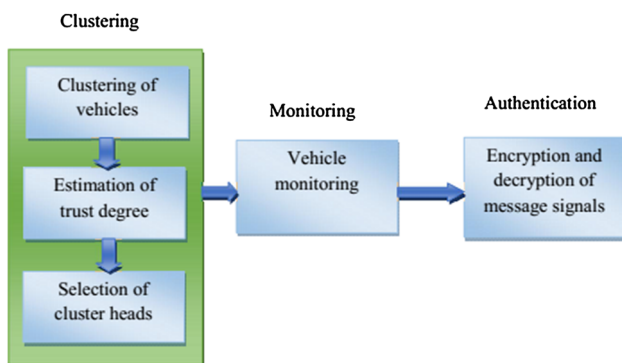 Clustering
Clustering of
vehicles
Estimation of
trust degree
Selection of
cluster heads
Monitoring
Vehicle
monitoring
Authentication
Encryption and
decryption of
message signals